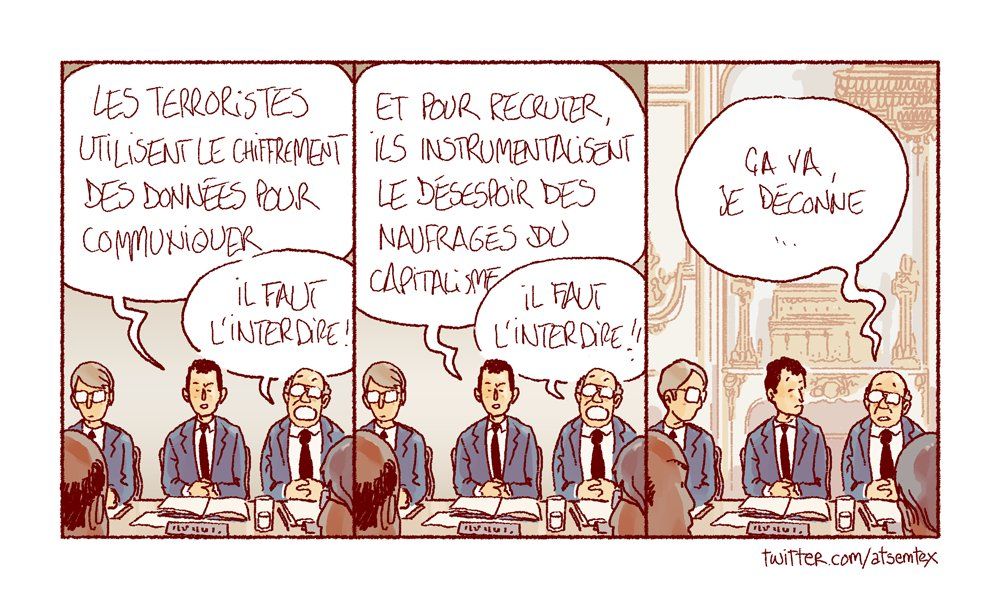 LES TERRORISTES
UTILISENT LE CHIFFREMENT
DES DONNÉES POUR
COMMUNIQUER
IL FAUT
L'INTERDIRE!
ET POUR RECRUTER,
ILS INSTRUMENTALISENT
LE DÉSESPOIR DES
NAUFRAGES DU
CAPITALISME
IL FAUT
L'INTERDIRE!!
ÇA VA,
JE DÉCONNE
...
twitter.com/atsemtex